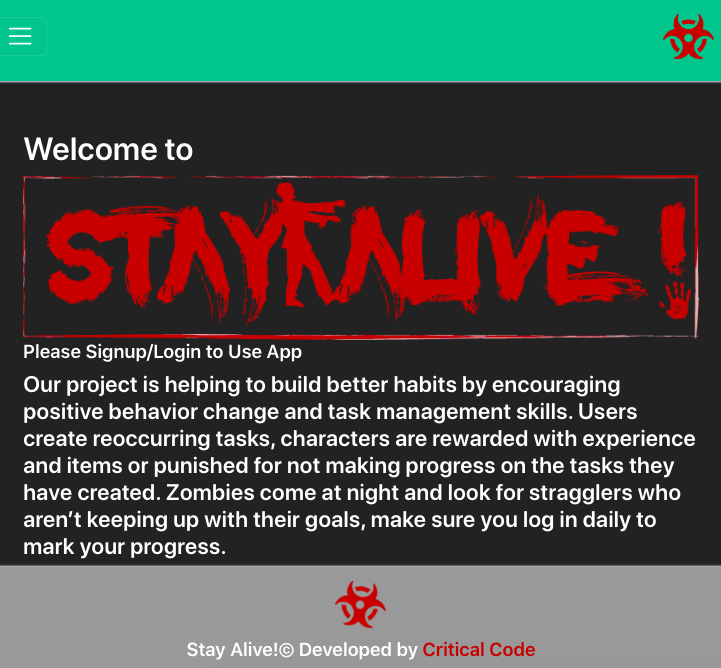 Welcome to
STAY ALIVE!
Please Signup/Login to Use App
Our project is helping to build better habits by encouraging
positive behavior change and task management skills. Users
create reoccurring tasks, characters are rewarded with experience
and items or punished for not making progress on the tasks they
have created. Zombies come at night and look for stragglers who
aren’t keeping up with their goals, make sure you log in daily to
mark your progress.
Stay Alive!© Developed by Critical Code